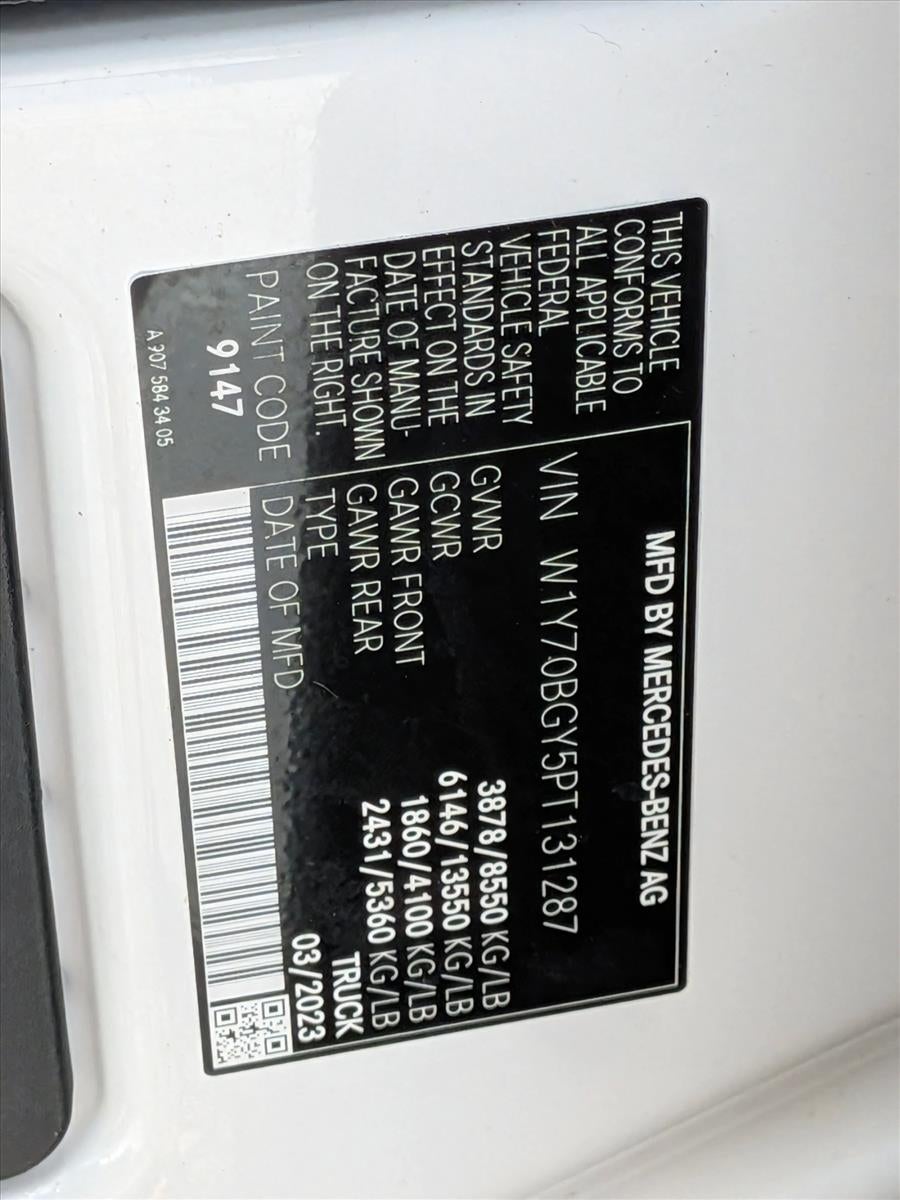 MFD BY MERCEDES-BENZ AG
THIS VEHICLE
CONFORMS TO
ALL APPLICABLE
FEDERAL
VEHICLE SAFETY
STANDARDS IN
EFFECT ON THE
DATE OF MANU-
FACTURE SHOWN
ON THE RIGHT.
PAINT CODE
9147
VIN W1Y70BGY5PT131287
GVWR 3878/8550 KG/LB
GCWR 6146/13550 KG/LB
GAWR FRONT 1860/4100 KG/LB
GAWR REAR 2431/5360 KG/LB
TYPE TRUCK
DATE OF MFD 03/2023
A 907 584 34 05